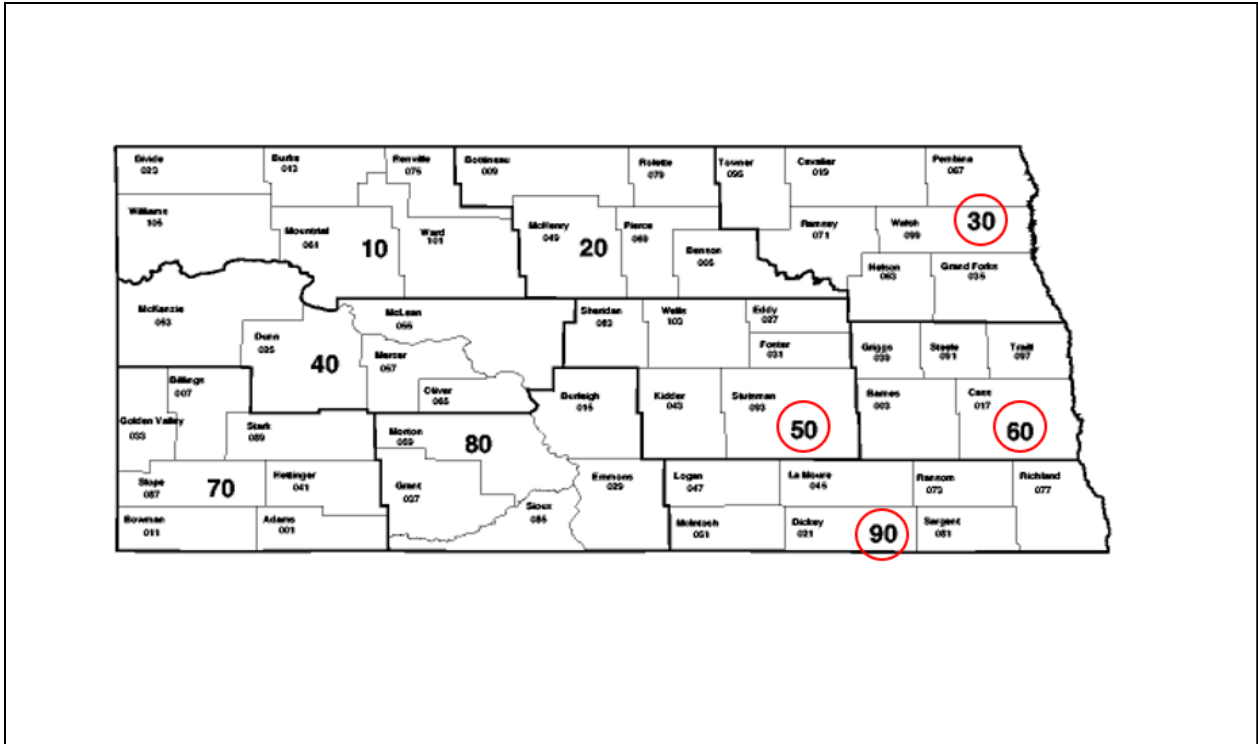 Divide
023
Burke
013
Renville
075
Bottineau
009
Rolette
079
Towner
095
Cavalier
019
Pembina
067
Williams
105
Mountrail
061
10
Ward
101
McHenry
049
20
Pierce
069
Benson
005
Ramsey
071
Walsh
099
30
Nelson
063
Grand Forks
035
McKenzie
053
Dunn
025
40
McLean
055
Mercer
057
Oliver
065
Sheridan
083
Wells
103
Eddy
027
Foster
031
Griggs
039
Steele
091
Traill
097
Billings
007
Golden Valley
033
Stark
089
Morton
059
80
Burleigh
015
Kidder
043
Stutsman
093
50
Barnes
003
Cass
017
60
Slope
087
70
Hettinger
041
Grant
037
Sioux
085
Emmons
029
Logan
047
La Moure
045
Ransom
073
Richland
077
Bowman
011
Adams
001
McIntosh
051
Dickey
021
90
Sargent
081